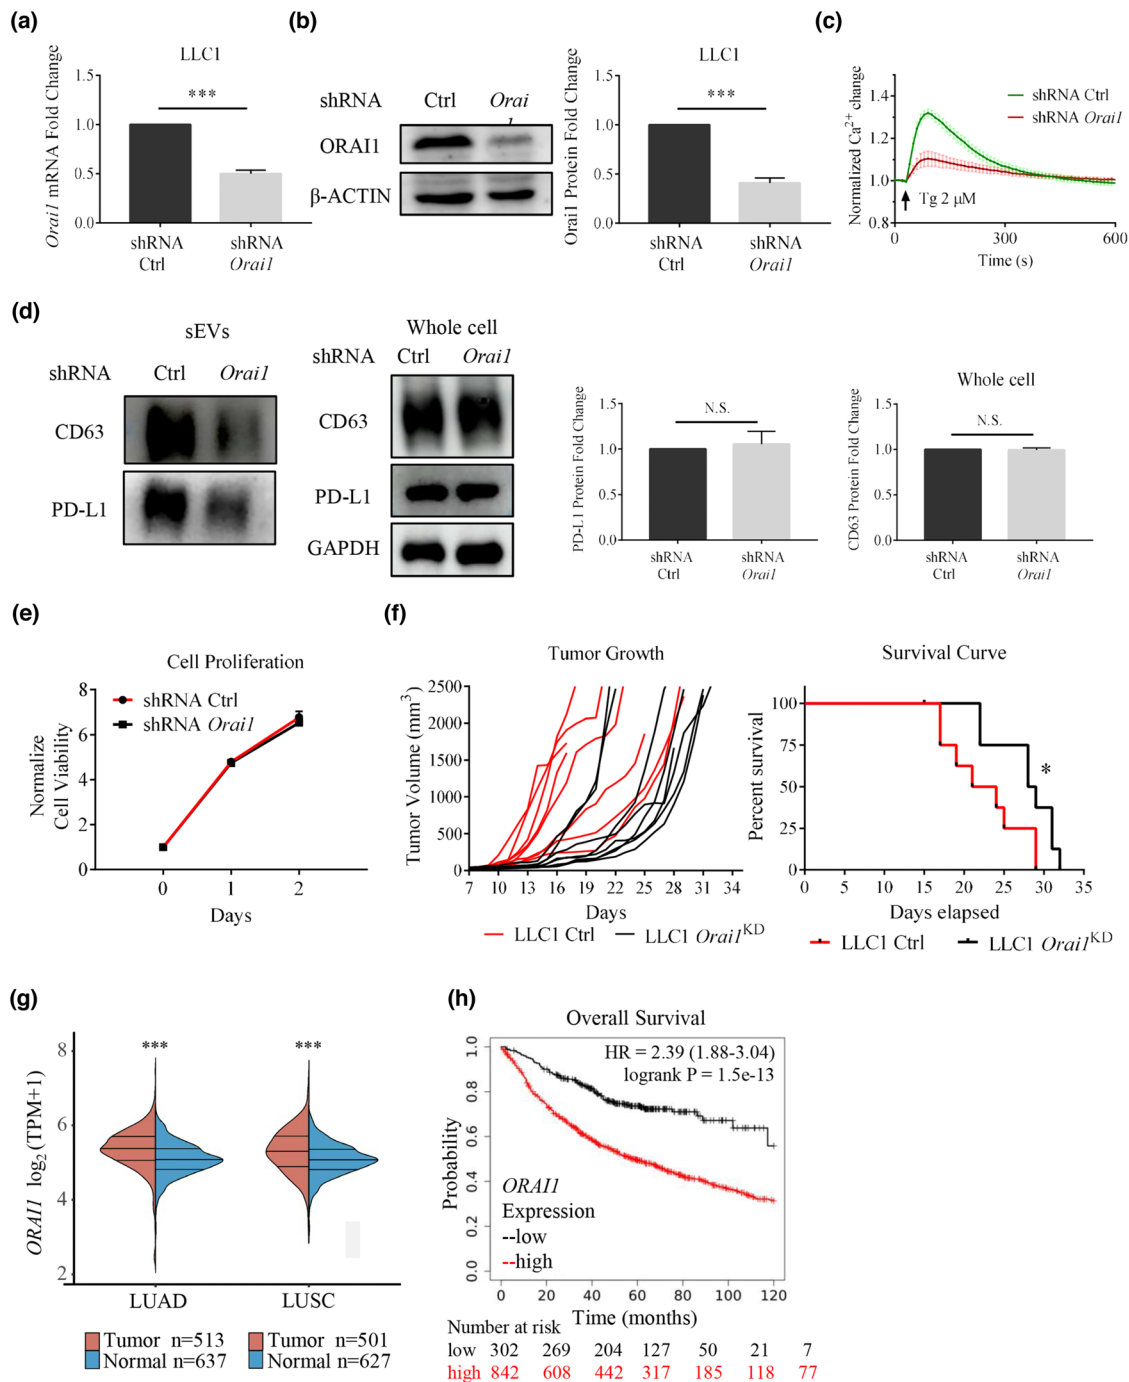 (a)
LLC1
***
Orai1 mRNA Fold Change
1.5
1.0
0.5
0.0
shRNA
Ctrl
shRNA
Orai1
(b)
shRNA
Ctrl
Orai
1
ORAI1
β-ACTIN
LLC1
***
Orai1 Protein Fold Change
1.5
1.0
0.5
0.0
shRNA
Ctrl
shRNA
Orai1
(c)
Normalized Ca2+ change
1.4
1.2
1.0
0.8
shRNA Ctrl
shRNA Orai1
Tg 2 μM
0 300 600
Time (s)
(d)
sEVs
shRNA Ctrl Orai1
CD63
PD-L1
Whole cell
shRNA Ctrl Orai1
CD63
PD-L1
GAPDH
PD-L1 Protein Fold Change
1.5
1.0
0.5
0.0
N.S.
shRNA
Ctrl
shRNA
Orai1
Whole cell
CD63 Protein Fold Change
1.5
1.0
0.5
0.0
N.S.
shRNA
Ctrl
shRNA
Orai1
(e)
Cell Proliferation
Normalize
Cell Viability
8
6
4
2
0
shRNA Ctrl
shRNA Orai1
0 1 2
Days
(f)
Tumor Growth
Tumor Volume (mm3)
2500
2000
1500
1000
500
0
7 10 13 16 19 22 25 28 31 34
Days
LLC1 Ctrl LLC1 Orai1KD
Survival Curve
Percent survival
100
75
50
25
0
*
0 5 10 15 20 25 30 35
Days elapsed
LLC1 Ctrl LLC1 Orai1KD
(g)
ORAI1 log2 (TPM+1)
8
6
4
2
*** ***
LUAD LUSC
Tumor n=513
Normal n=637
Tumor n=501
Normal n=627
(h)
Overall Survival
HR = 2.39 (1.88-3.04)
logrank P = 1.5e-13
Probability
1.0
0.8
0.6
0.4
0.2
0.0
ORAI1
Expression
--low
--high
0 20 40 60 80 100 120
Time (months)
Number at risk
low 302 269 204 127 50 21 7
high 842 608 442 317 185 118 77